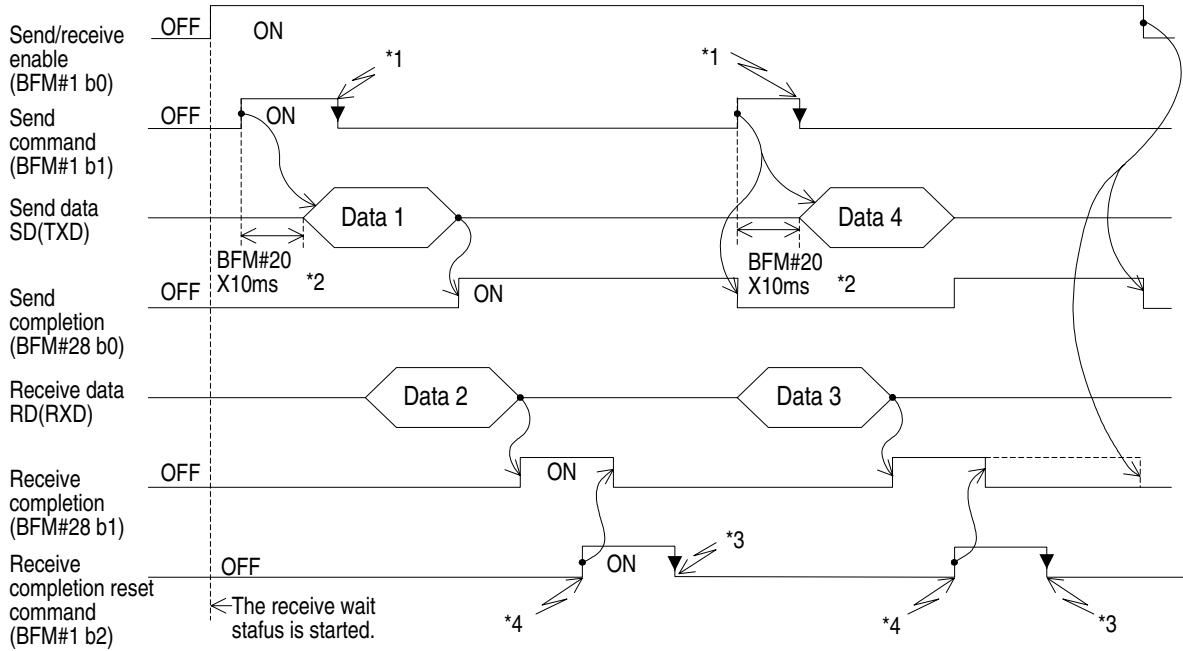 Send/receive
enable
(BFM#1 b0)
OFF
ON
*1
*1
Send
command
(BFM#1 b1)
OFF
ON
Send data
SD(TXD)
Data 1
Data 4
BFM#20
X10ms *2
BFM#20
X10ms *2
Send
completion
(BFM#28 b0)
OFF
ON
Receive data
RD(RXD)
Data 2
Data 3
Receive
completion
(BFM#28 b1)
OFF
ON
Receive
completion reset
command
(BFM#1 b2)
OFF
ON
*3
The receive wait
stafus is started.
*4
*4
*3